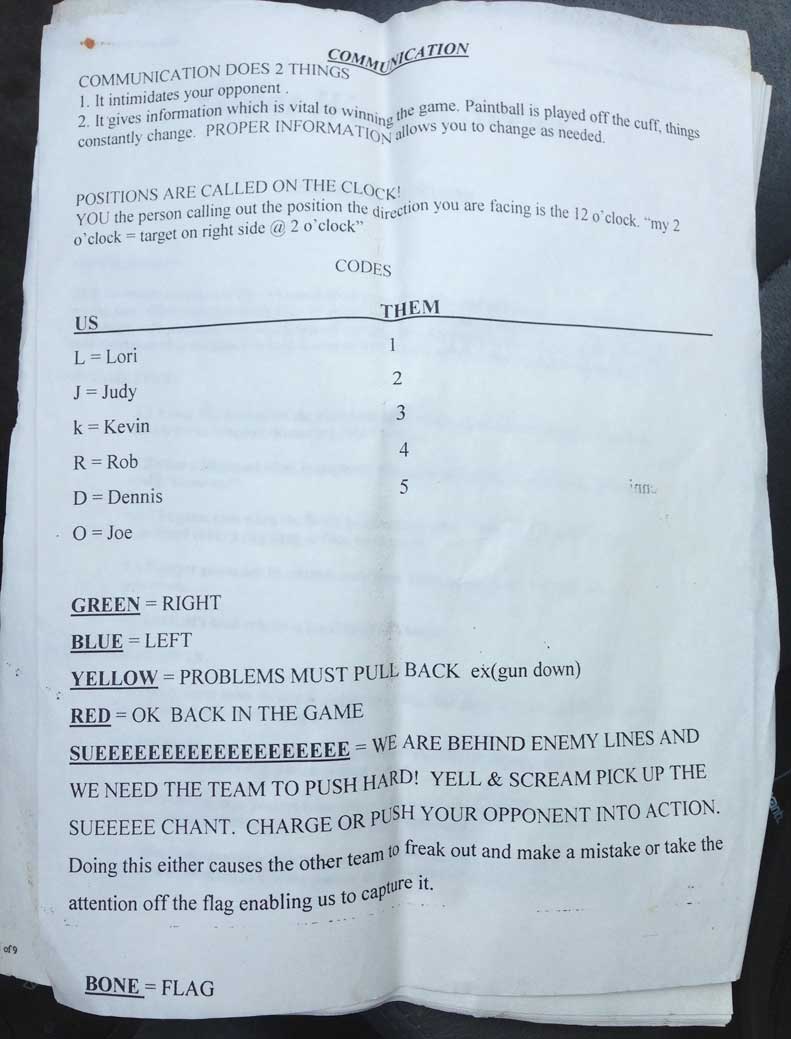 COMMUNICATION
COMMUNICATION DOES 2 THINGS
1. It intimidates your opponent .
2. It gives information which is vital to winning the game. Paintball is played off the cuff, things
constantly change. PROPER INFORMATION allows you to change as needed.
POSITIONS ARE CALLED ON THE CLOCK!
YOU the person calling out the position the direction you are facing is the 12 o'clock. "my 2
o'clock = target on right side @ 2 o'clock"
CODES
US THEM
L = Lori 1
J = Judy 2
k = Kevin 3
R = Rob 4
D = Dennis 5
O = Joe
GREEN = RIGHT
BLUE = LEFT
YELLOW = PROBLEMS MUST PULL BACK ex(gun down)
RED = OK BACK IN THE GAME
SUEEEEEEEEEEEEEEEEEEEE = WE ARE BEHIND ENEMY LINES AND
WE NEED THE TEAM TO PUSH HARD! YELL & SCREAM PICK UP THE
SUEEEEE CHANT. CHARGE OR PUSH YOUR OPPONENT INTO ACTION.
Doing this either causes the other team to freak out and make a mistake or take the
attention off the flag enabling us to capture it.
of 9
BONE = FLAG